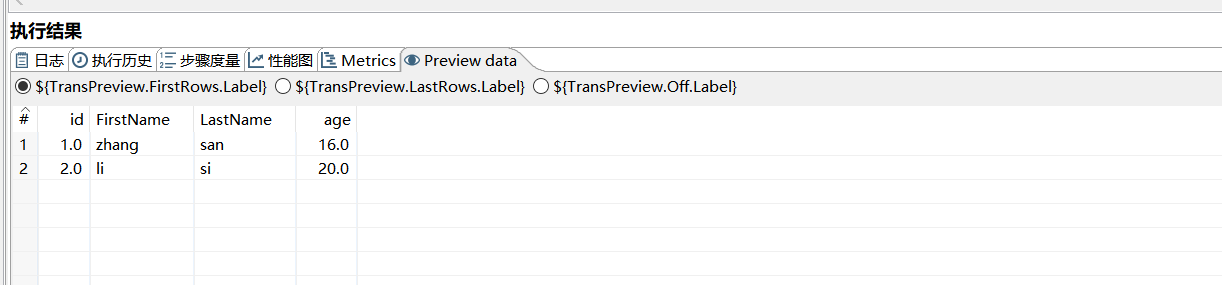 执行结果
日志 执行历史 步骤度量 性能图 Metrics Preview data
${TransPreview.FirstRows.Label} ${TransPreview.LastRows.Label} ${TransPreview.Off.Label}
# id FirstName LastName age
1 1.0 zhang san 16.0
2 2.0 li si 20.0